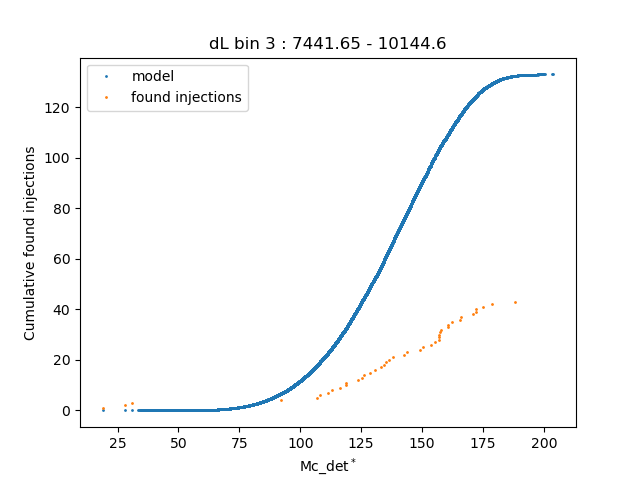 dL bin 3 : 7441.65 - 10144.6
model
found injections
Cumulative found injections
120
100
80
60
40
20
0
25 50 75 100 125 150 175 200
Mc_det*